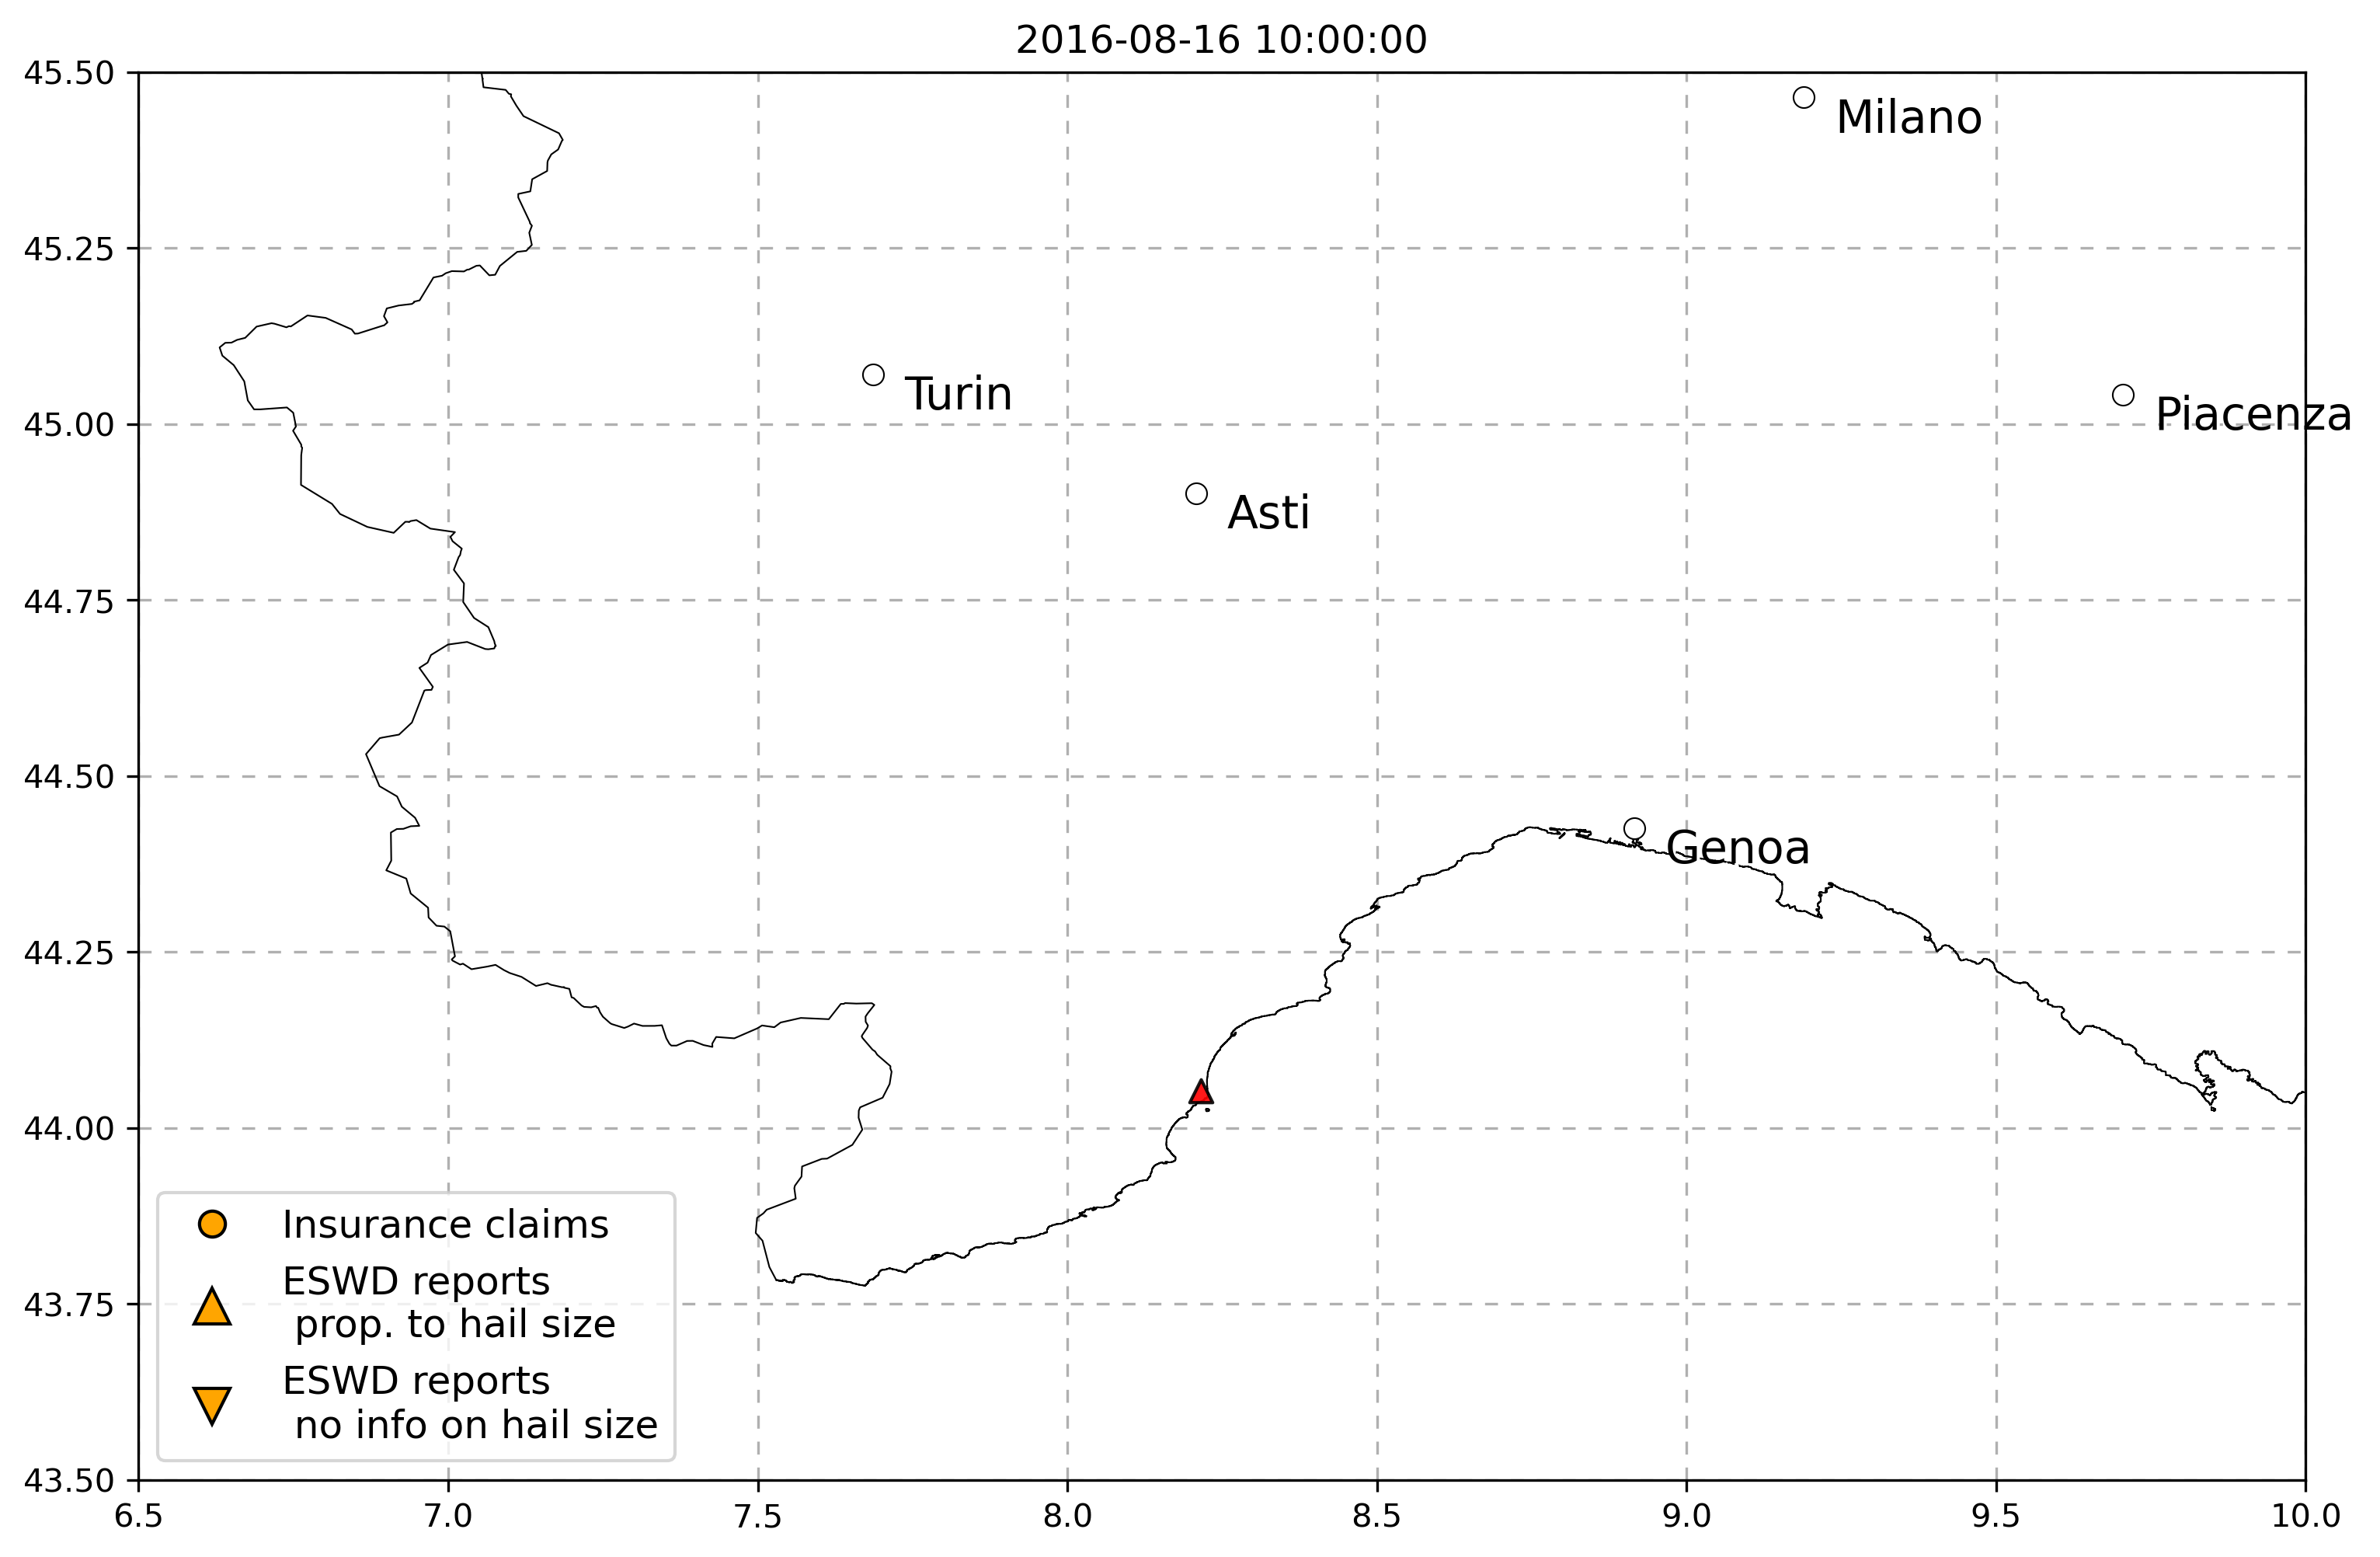 2016-08-16 10:00:00
45.50
Milano
45.25
Turin
Piacenza
45.00
Asti
44.75
44.50
Genoa
44.25
44.00
Insurance claims
ESWD reports
prop. to hail size
43.75
ESWD reports
no info on hail size
43.50
6.5 7.0 7.5 8.0 8.5 9.0 9.5 10.0